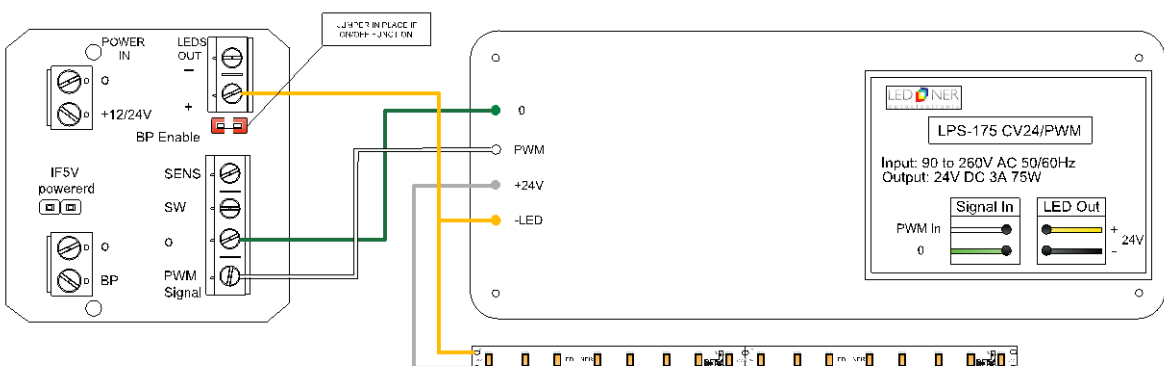 JUMPER IN PLACE IF
ON/OFF FUNCTION
POWER
IN
LEDS
OUT
0
−
+12/24V
+
BP Enable
IF5V
powererd
SENS
SW
0
0
BP
PWM
Signal
0
PWM
+24V
-LED
LED NER
LPS-175 CV24/PWM
Input: 90 to 260V AC 50/60Hz
Output: 24V DC 3A 75W
Signal In
LED Out
PWM In
0
+
24V
−